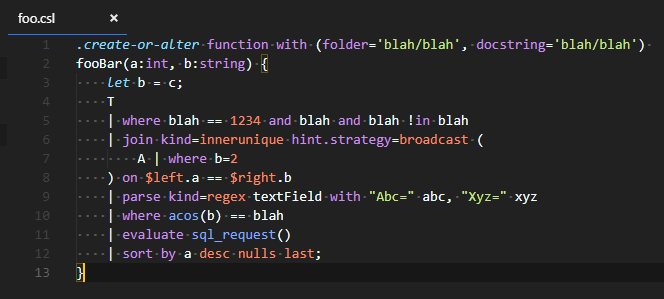 foo.csl ×
1 .create-or-alter function with (folder='blah/blah', docstring='blah/blah')
2 fooBar(a:int, b:string) {
3     let b = c;
4     T
5     | where blah == 1234 and blah and blah !in blah
6     | join kind=innerunique hint.strategy=broadcast (
7         A | where b=2
8     ) on $left.a == $right.b
9     | parse kind=regex textField with "Abc=" abc, "Xyz=" xyz
10     | where acos(b) == blah
11     | evaluate sql_request()
12     | sort by a desc nulls last;
13 }